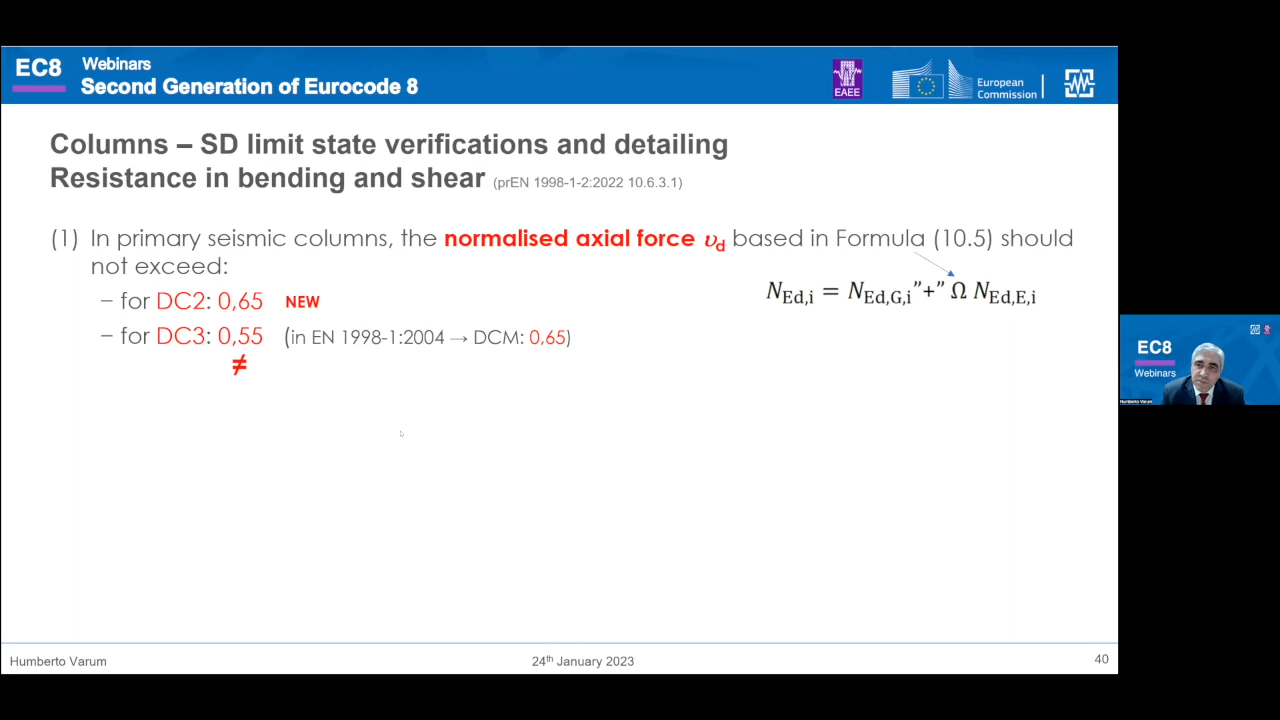 EC8
Webinars
Second Generation of Eurocode 8
EAEE
European
Commission
Columns – SD limit state verifications and detailing
Resistance in bending and shear (prEN 1998-1-2:2022 10.6.3.1)
(1) In primary seismic columns, the normalised axial force υd based in Formula (10.5) should
not exceed:
– for DC2: 0,65 NEW
– for DC3: 0,55 (in EN 1998-1:2004 → DCM: 0,65)
≠
NEd,i = NEd,G,i”+” Ω NEd,E,i
EC8
Webinars
Humberto Varum
Humberto Varum
24th January 2023
40